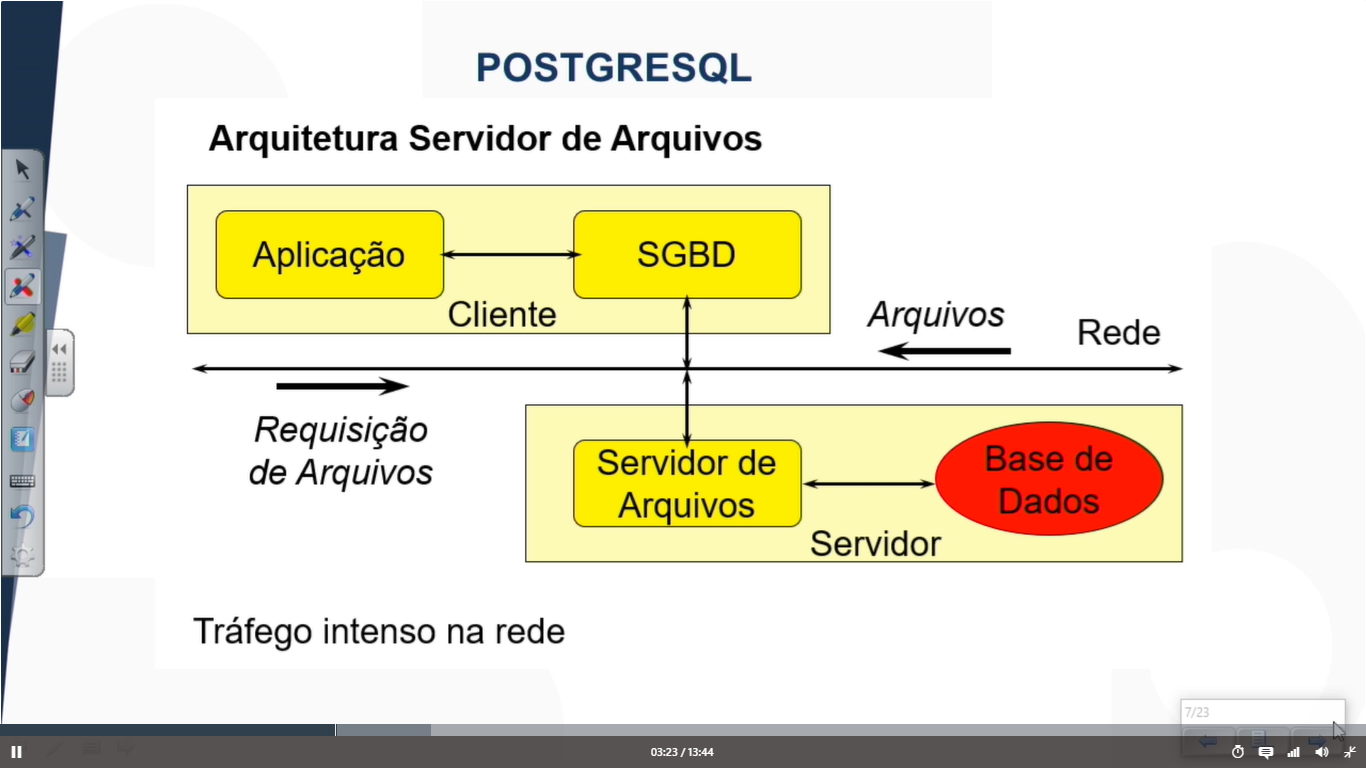 POSTGRESQL
Arquitetura Servidor de Arquivos
Aplicação
SGBD
Cliente
Arquivos
Rede
Requisição
de Arquivos
Servidor de
Arquivos
Base de
Dados
Servidor
Tráfego intenso na rede
7/23
03:23 / 13:44